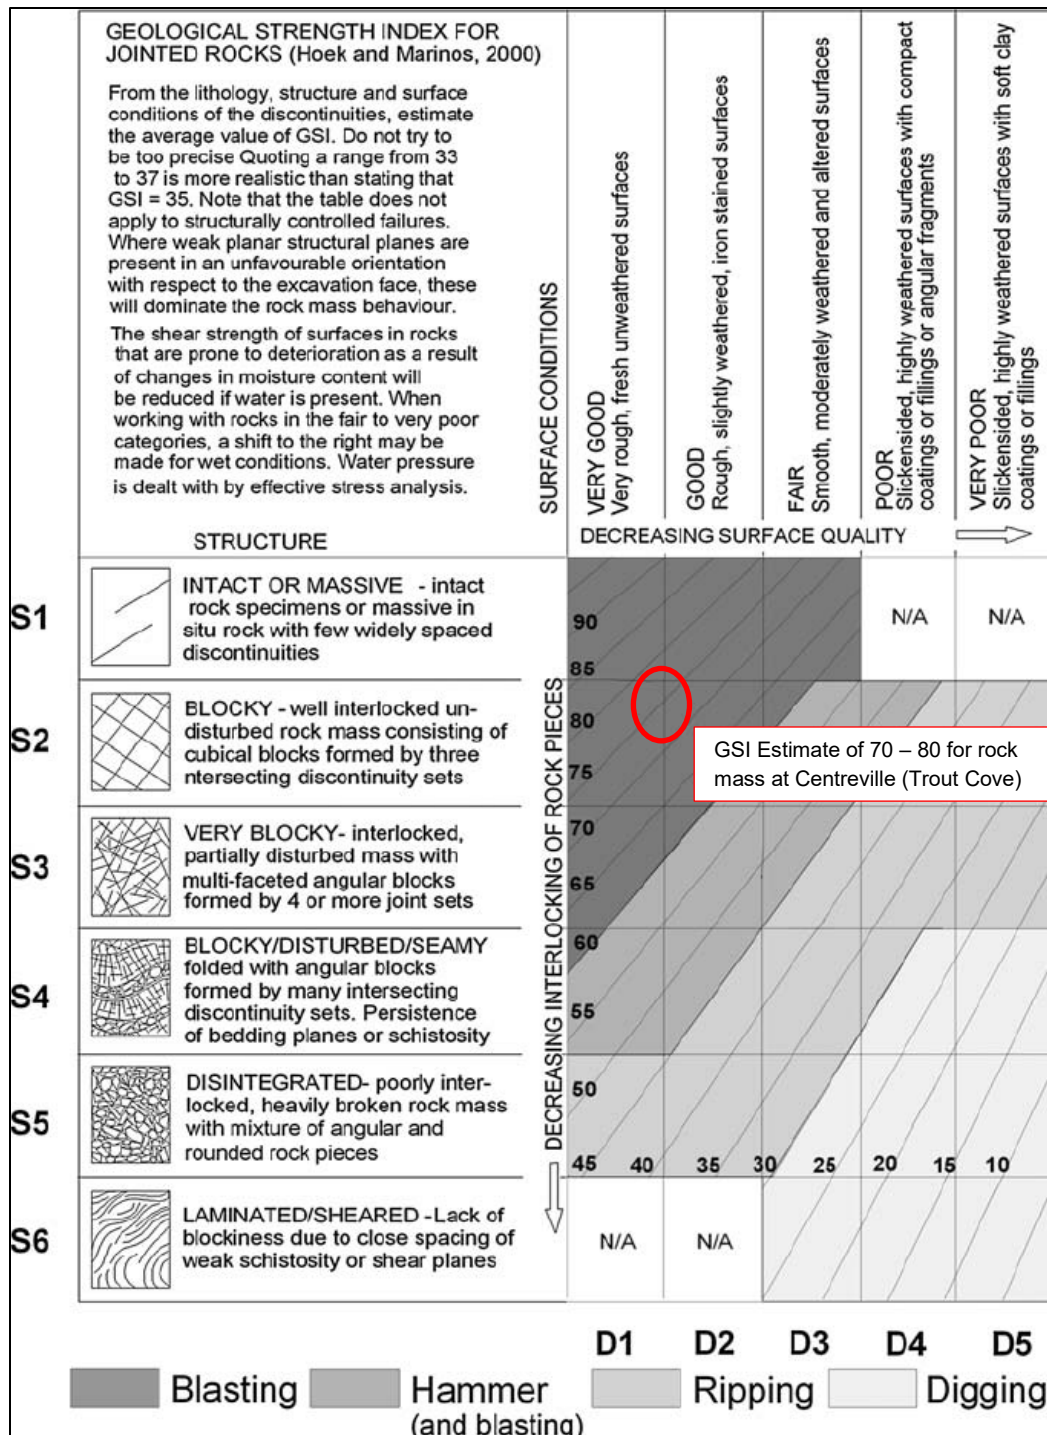 GEOLOGICAL STRENGTH INDEX FOR
JOINTED ROCKS (Hoek and Marinos, 2000)
From the lithology, structure and surface
conditions of the discontinuities, estimate
the average value of GSI. Do not try to
be too precise Quoting a range from 33
to 37 is more realistic than stating that
GSI = 35. Note that the table does not
apply to structurally controlled failures.
Where weak planar structural planes are
present in an unfavourable orientation
with respect to the excavation face, these
will dominate the rock mass behaviour.
The shear strength of surfaces in rocks
that are prone to deterioration as a result
of changes in moisture content will
be reduced if water is present. When
working with rocks in the fair to very poor
categories, a shift to the right may be
made for wet conditions. Water pressure
is dealt with by effective stress analysis.
STRUCTURE
SURFACE CONDITIONS
VERY GOOD
Very rough, fresh unweathered surfaces
GOOD
Rough, slightly weathered, iron stained surfaces
FAIR
Smooth, moderately weathered and altered surfaces
POOR
Slickensided, highly weathered surfaces with compact
coatings or fillings or angular fragments
VERY POOR
Slickensided, highly weathered surfaces with soft clay
coatings or fillings
DECREASING SURFACE QUALITY
S1
INTACT OR MASSIVE - intact
rock specimens or massive in
situ rock with few widely spaced
discontinuities
90
85
N/A
N/A
S2
BLOCKY - well interlocked un-
disturbed rock mass consisting of
cubical blocks formed by three
ntersecting discontinuity sets
80
75
GSI Estimate of 70 – 80 for rock
mass at Centreville (Trout Cove)
DECREASING INTERLOCKING OF ROCK PIECES
S3
VERY BLOCKY- interlocked,
partially disturbed mass with
multi-faceted angular blocks
formed by 4 or more joint sets
70
65
S4
BLOCKY/DISTURBED/SEAMY
folded with angular blocks
formed by many intersecting
discontinuity sets. Persistence
of bedding planes or schistosity
60
55
S5
DISINTEGRATED- poorly inter-
locked, heavily broken rock mass
with mixture of angular and
rounded rock pieces
50
45 40 35 30 25 20 15 10
S6
LAMINATED/SHEARED -Lack of
blockiness due to close spacing of
weak schistosity or shear planes
N/A
N/A
D1 D2 D3 D4 D5
Blasting
Hammer
(and blasting)
Ripping
Digging